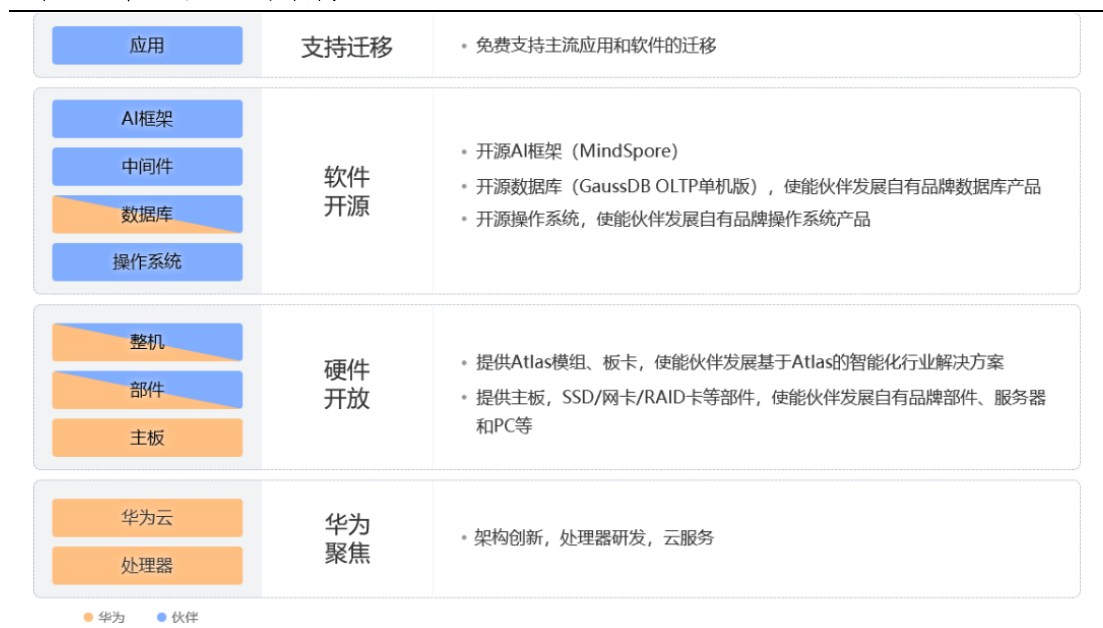 应用
支持迁移
• 免费支持主流应用和软件的迁移
AI框架
中间件
数据库
操作系统
软件
开源
• 开源AI框架（MindSpore）
• 开源数据库（GaussDB OLTP单机版），使能伙伴发展自有品牌数据库产品
• 开源操作系统，使能伙伴发展自有品牌操作系统产品
整机
部件
主板
硬件
开放
• 提供Atlas模组、板卡，使能伙伴发展基于Atlas的智能化行业解决方案
• 提供主板，SSD/网卡/RAID卡等部件，使能伙伴发展自有品牌部件、服务器
和PC等
华为云
处理器
华为
聚焦
• 架构创新，处理器研发，云服务
华为
伙伴